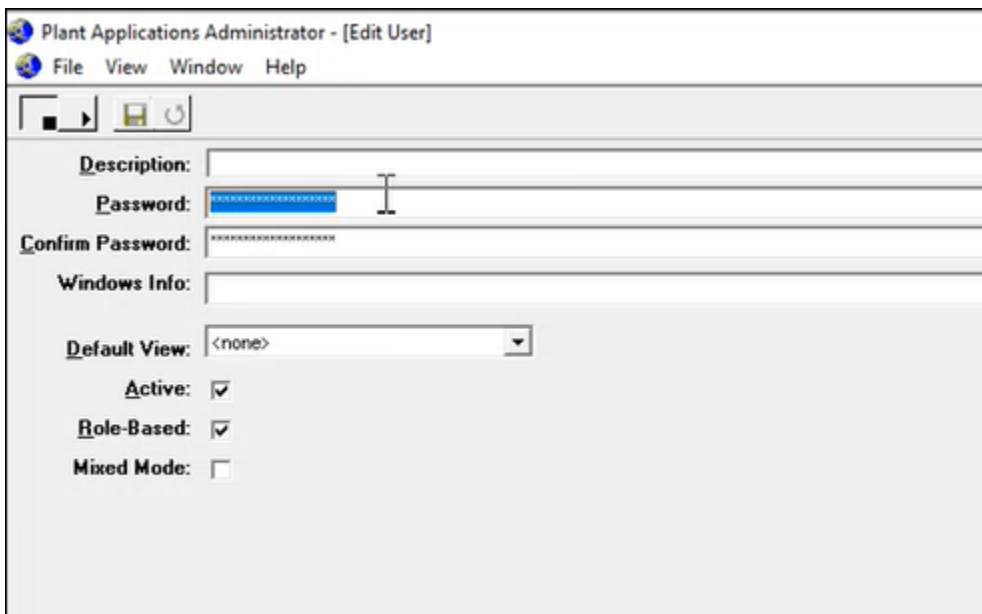 Plant Applications Administrator - [Edit User]
File View Window Help
Description:
Password: ********************
Confirm Password: ********************
Windows Info:
Default View: <none>
Active:
Role-Based:
Mixed Mode: